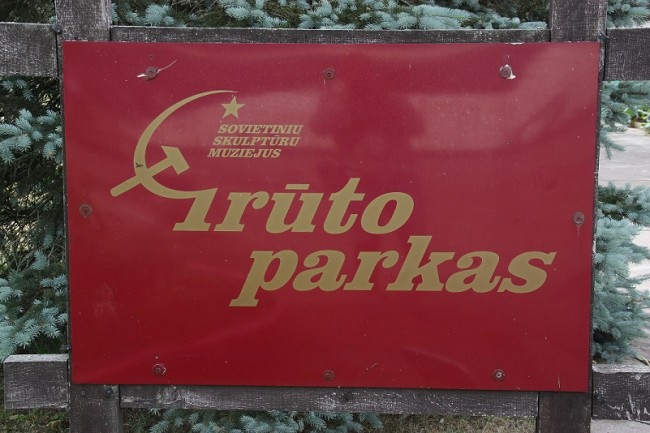 SOVIETINIŲ
SKULPTŪRŲ
MUZIEJUS
Grūto
parkas